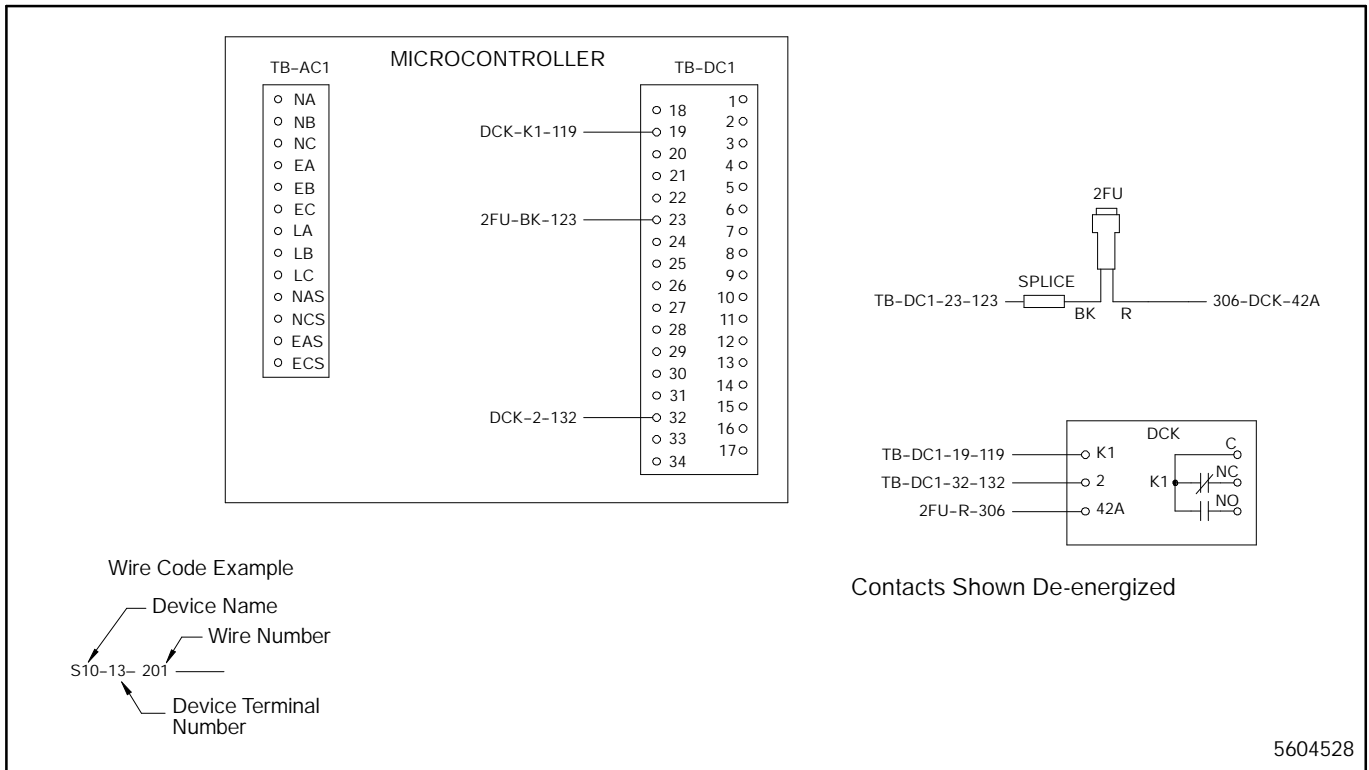 MICROCONTROLLER
TB-AC1
NA
NB
NC
EA
EB
EC
LA
LB
LC
NAS
NCS
EAS
ECS
TB-DC1
18
19
20
21
22
23
24
25
26
27
28
29
30
31
32
33
34
1
2
3
4
5
6
7
8
9
10
11
12
13
14
15
16
17
DCK-K1-119
2FU-BK-123
DCK-2-132
2FU
SPLICE
TB-DC1-23-123
BK
R
306-DCK-42A
DCK
TB-DC1-19-119
K1
TB-DC1-32-132
2
2FU-R-306
42A
K1
C
NC
NO
Contacts Shown De-energized
Wire Code Example
Device Name
Wire Number
S10-13- 201
Device Terminal
Number
5604528